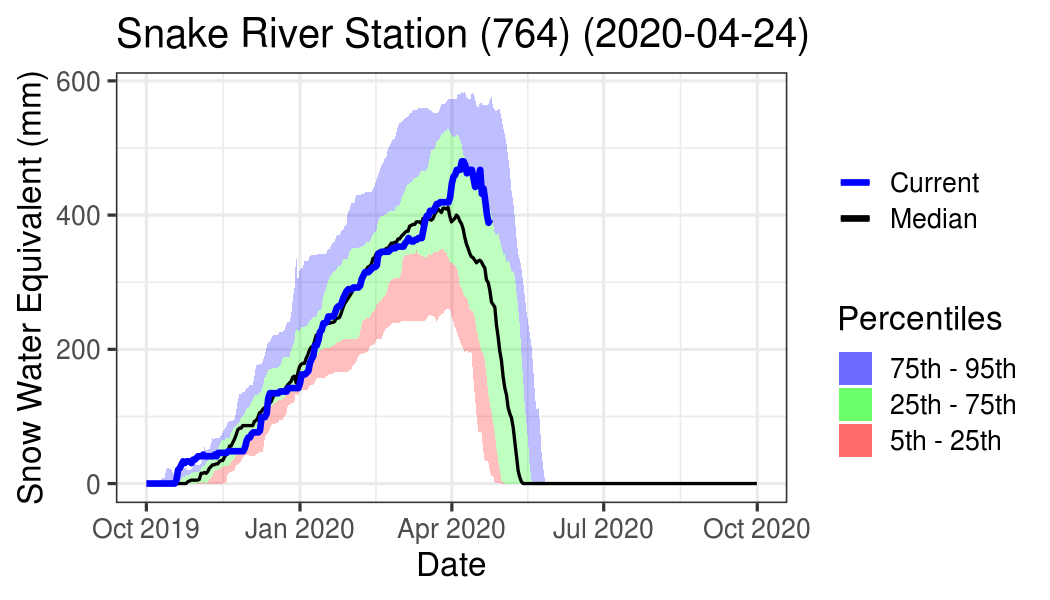 Snake River Station (764) (2020-04-24)
Snow Water Equivalent (mm)
600
400
200
0
Oct 2019
Jan 2020
Apr 2020
Jul 2020
Oct 2020
Date
Current
Median
Percentiles
75th - 95th
25th - 75th
5th - 25th